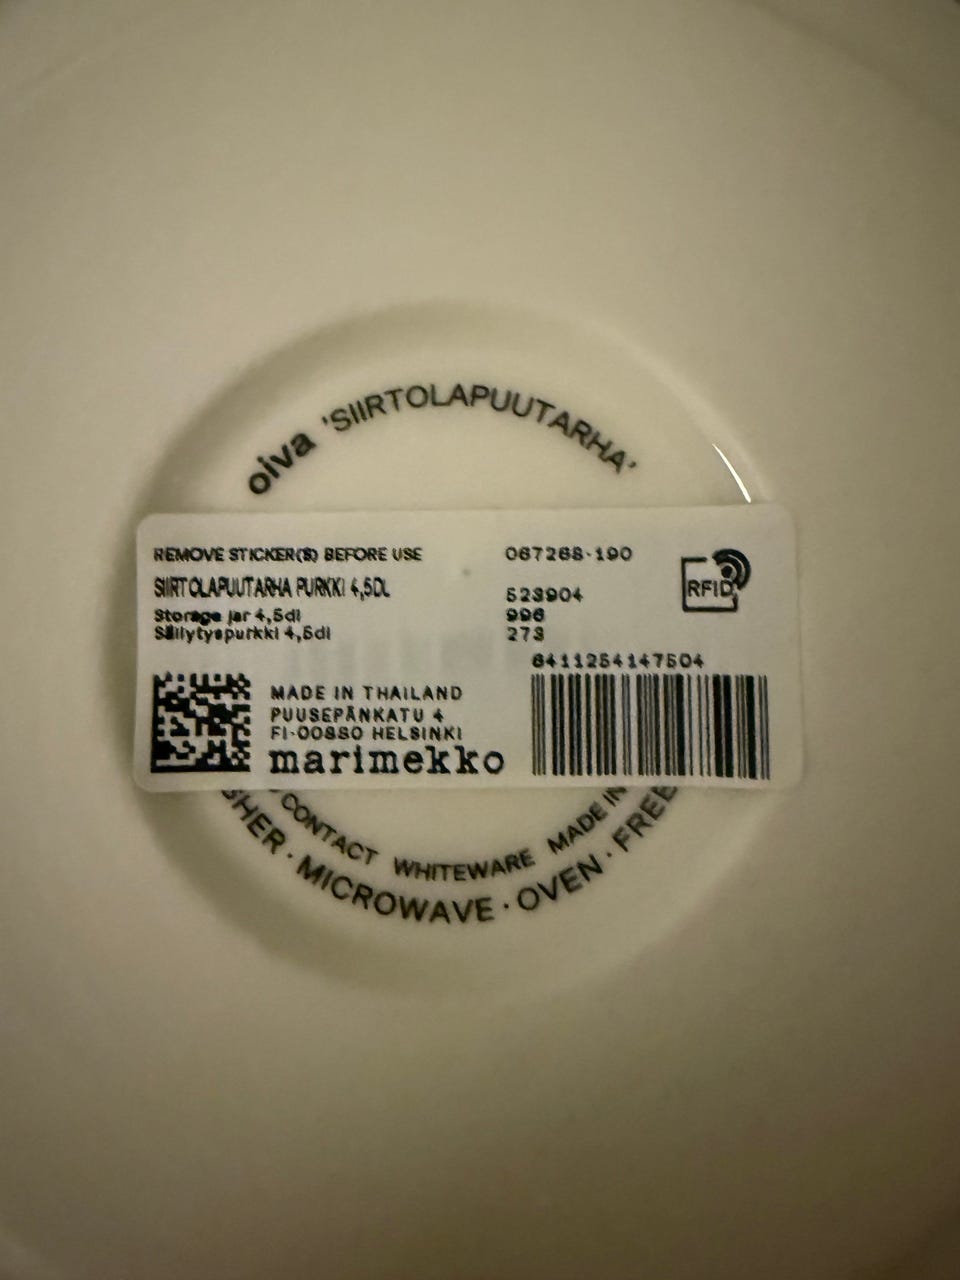 oiva 'SIIRTOLAPUUTARHA'
REMOVE STICKER(S) BEFORE USE
SIIRTOLAPUUTARHA PURKKI 4,5DL
Storage jar 4,5dl
Säilytyspurkki 4,5dl
067268-190
523904
996
273
6411254147504
RFID
MADE IN THAILAND
PUUSEPÄNKATU 4
FI-00880 HELSINKI
marimekko
CONTACT WHITEWARE MADE IN
SHER · MICROWAVE · OVEN · FREE